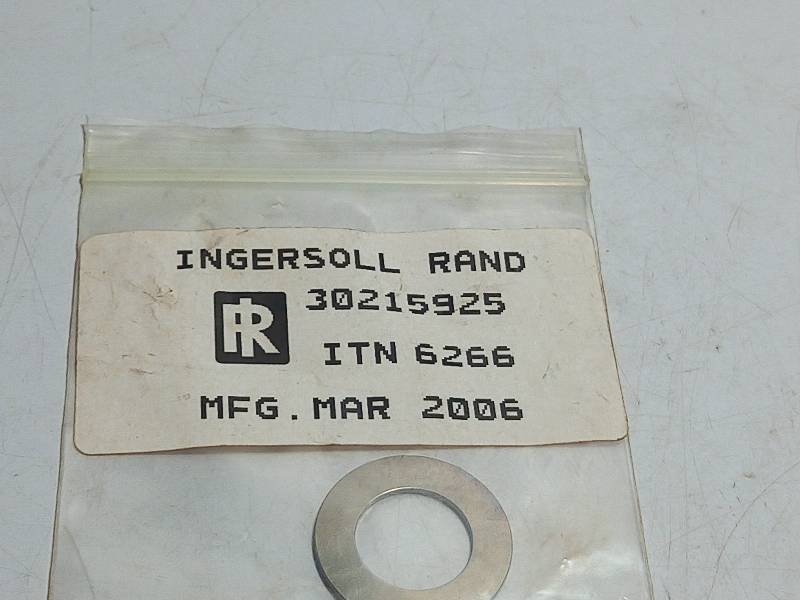 INGERSOLL RAND
30215925
IR
ITN 6266
MFG. MAR 2006